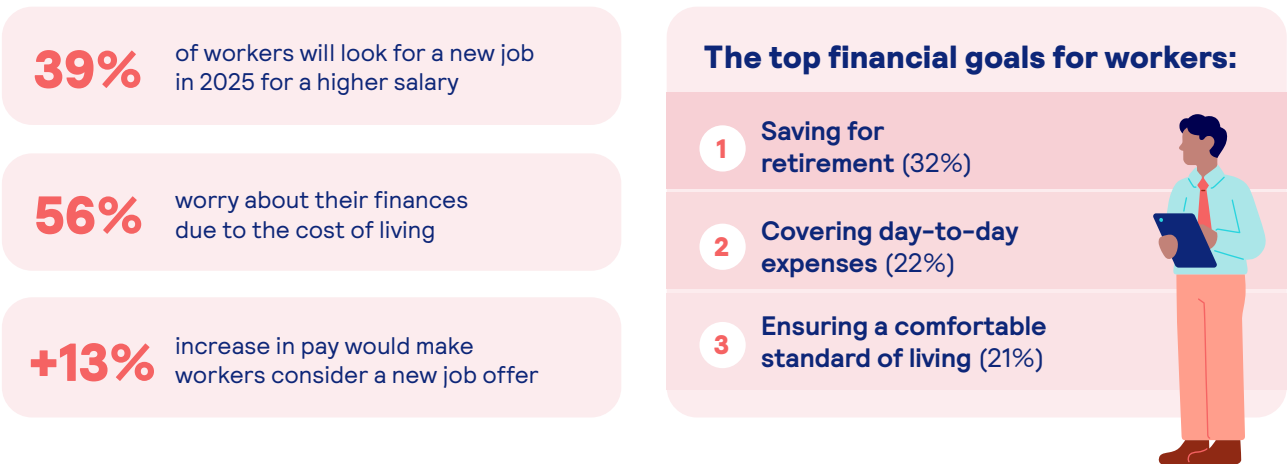 39%
of workers will look for a new job
in 2025 for a higher salary
56%
worry about their finances
due to the cost of living
+13%
increase in pay would make
workers consider a new job offer
The top financial goals for workers:
1
Saving for
retirement (32%)
2
Covering day-to-day
expenses (22%)
3
Ensuring a comfortable
standard of living (21%)